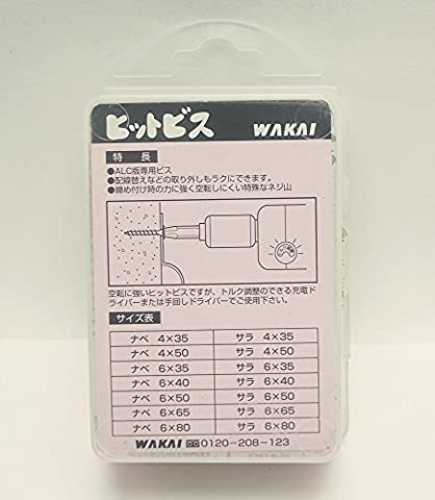 ヒットビス WAKAI
特長
●ALC版専用ビス
●配線替えなどの取り外しもラクにできます。
●締め付け時の力に強く空転しにくい特殊なネジ山
空転に強いヒットビスですが、トルク調整のできる充電ド
ライバーまたは手回しドライバーでご使用下さい。
サイズ表
ナベ 4×35 サラ 4×35
ナベ 4×50 サラ 4×50
ナベ 6×35 サラ 6×35
ナベ 6×40 サラ 6×40
ナベ 6×50 サラ 6×50
ナベ 6×65 サラ 6×65
ナベ 6×80 サラ 6×80
WAKAI 0120-208-123